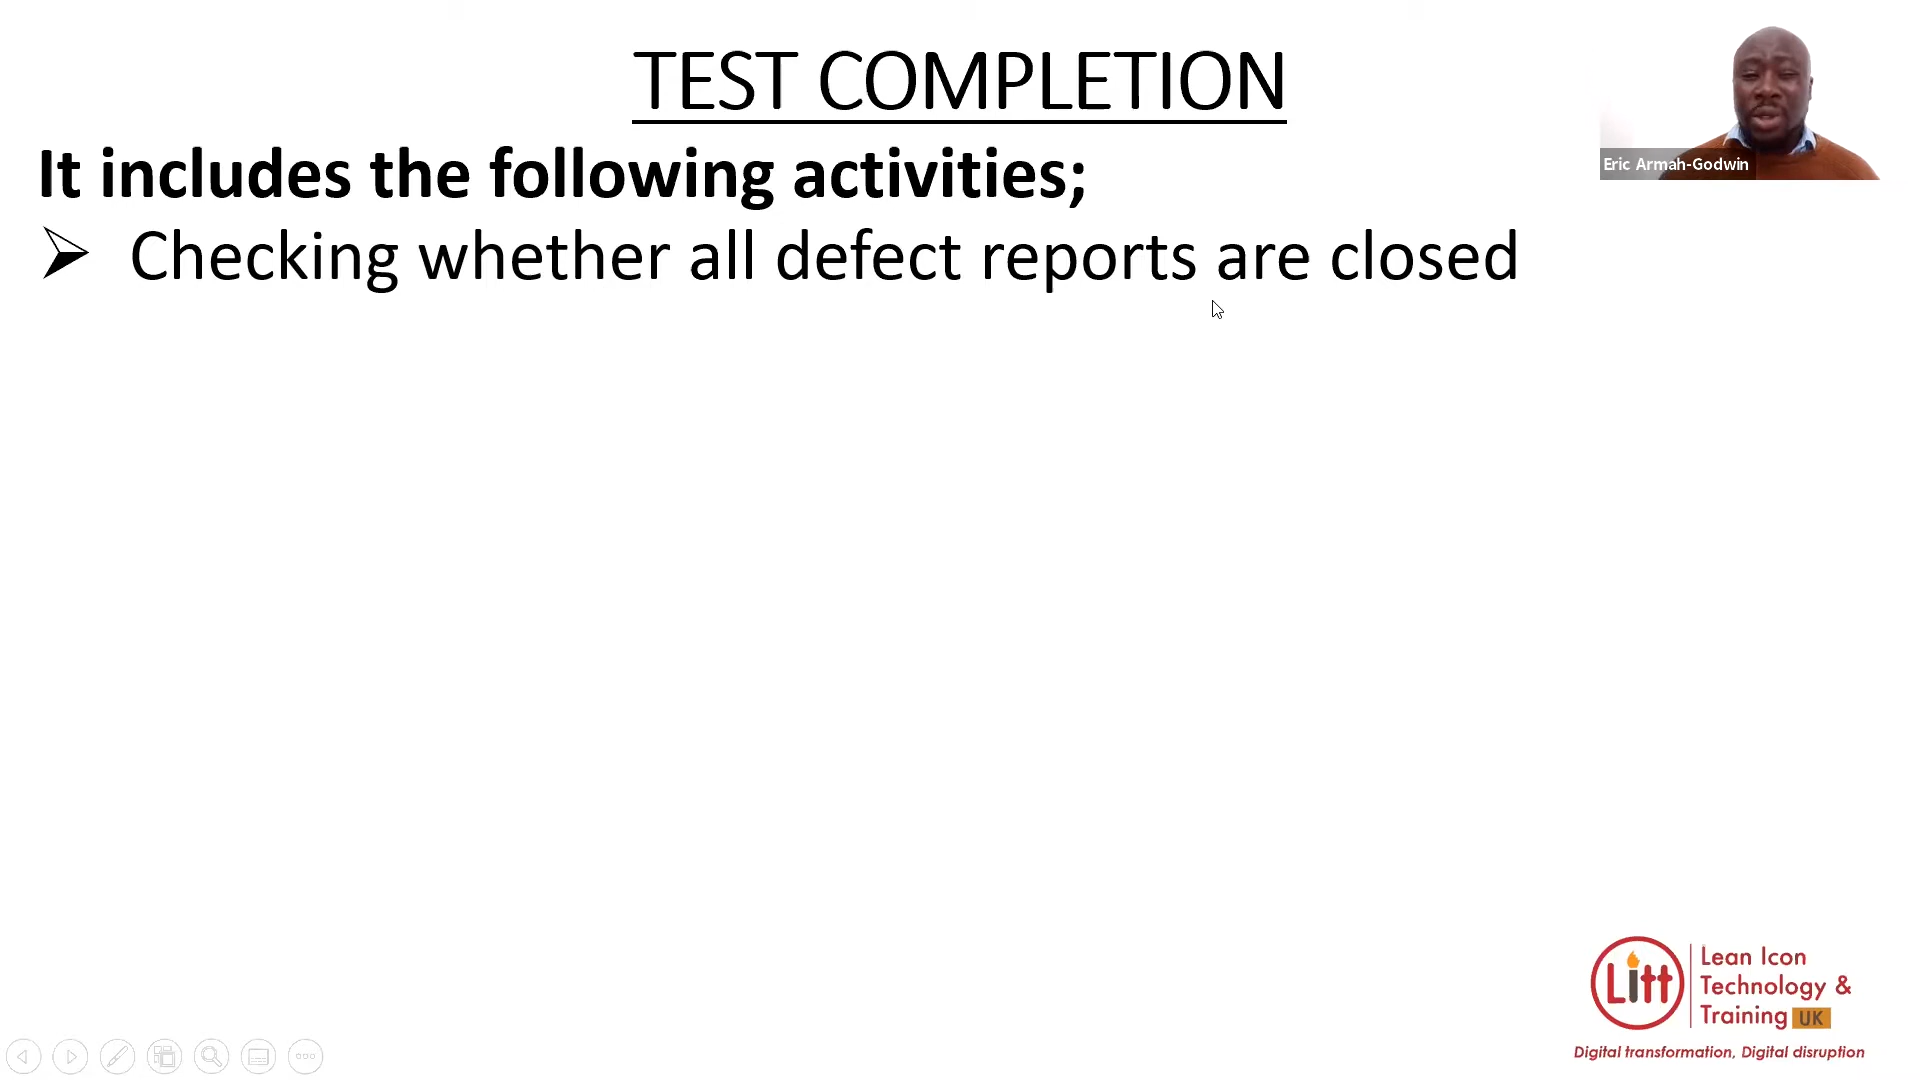 TEST COMPLETION
It includes the following activities;
Checking whether all defect reports are closed
Eric Armah-Godwin
Litt
Lean Icon
Technology &
Training UK
Digital transformation, Digital disruption